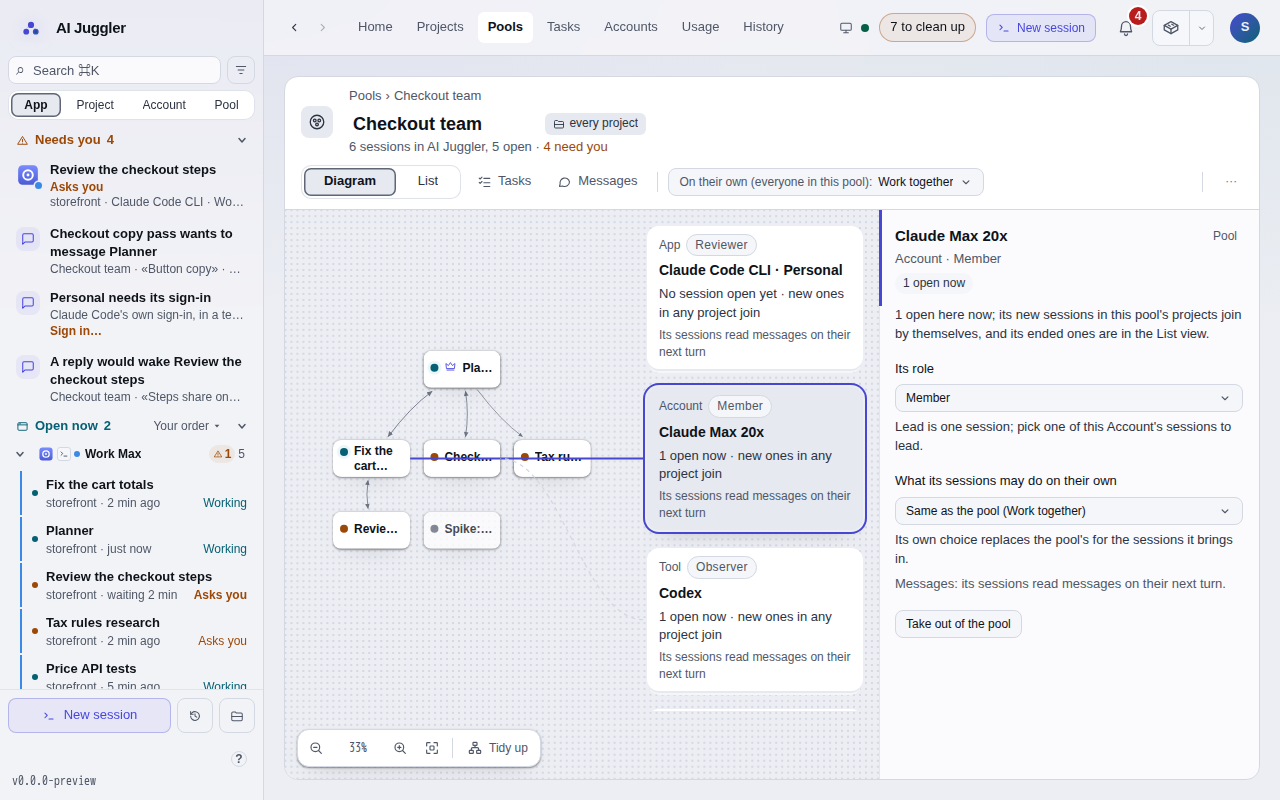 AI Juggler
Search ⌘K
App
Project
Account
Pool
Needs you 4
Review the checkout steps
Asks you
storefront · Claude Code CLI · Wo…
Checkout copy pass wants to message Planner
Checkout team · «Button copy» · …
Personal needs its sign-in
Claude Code's own sign-in, in a te…
Sign in…
A reply would wake Review the checkout steps
Checkout team · «Steps share on…
Open now 2
Your order
Work Max
1
5
Fix the cart totals
storefront · 2 min ago
Working
Planner
storefront · just now
Working
Review the checkout steps
storefront · waiting 2 min
Asks you
Tax rules research
storefront · 2 min ago
Asks you
Price API tests
storefront · 5 min ago
Working
New session
?
v0.0.0-preview
Home
Projects
Pools
Tasks
Accounts
Usage
History
7 to clean up
New session
4
S
Pools › Checkout team
Checkout team
every project
6 sessions in AI Juggler, 5 open · 4 need you
Diagram
List
Tasks
Messages
On their own (everyone in this pool): Work together
Pla…
Fix the cart…
Check…
Tax ru…
Revie…
Spike:…
App
Reviewer
Claude Code CLI · Personal
No session open yet · new ones in any project join
Its sessions read messages on their next turn
Account
Member
Claude Max 20x
1 open now · new ones in any project join
Its sessions read messages on their next turn
Tool
Observer
Codex
1 open now · new ones in any project join
Its sessions read messages on their next turn
33%
Tidy up
Claude Max 20x
Pool
Account · Member
1 open now
1 open here now; its new sessions in this pool's projects join by themselves, and its ended ones are in the List view.
Its role
Member
Lead is one session; pick one of this Account's sessions to lead.
What its sessions may do on their own
Same as the pool (Work together)
Its own choice replaces the pool's for the sessions it brings in.
Messages: its sessions read messages on their next turn.
Take out of the pool